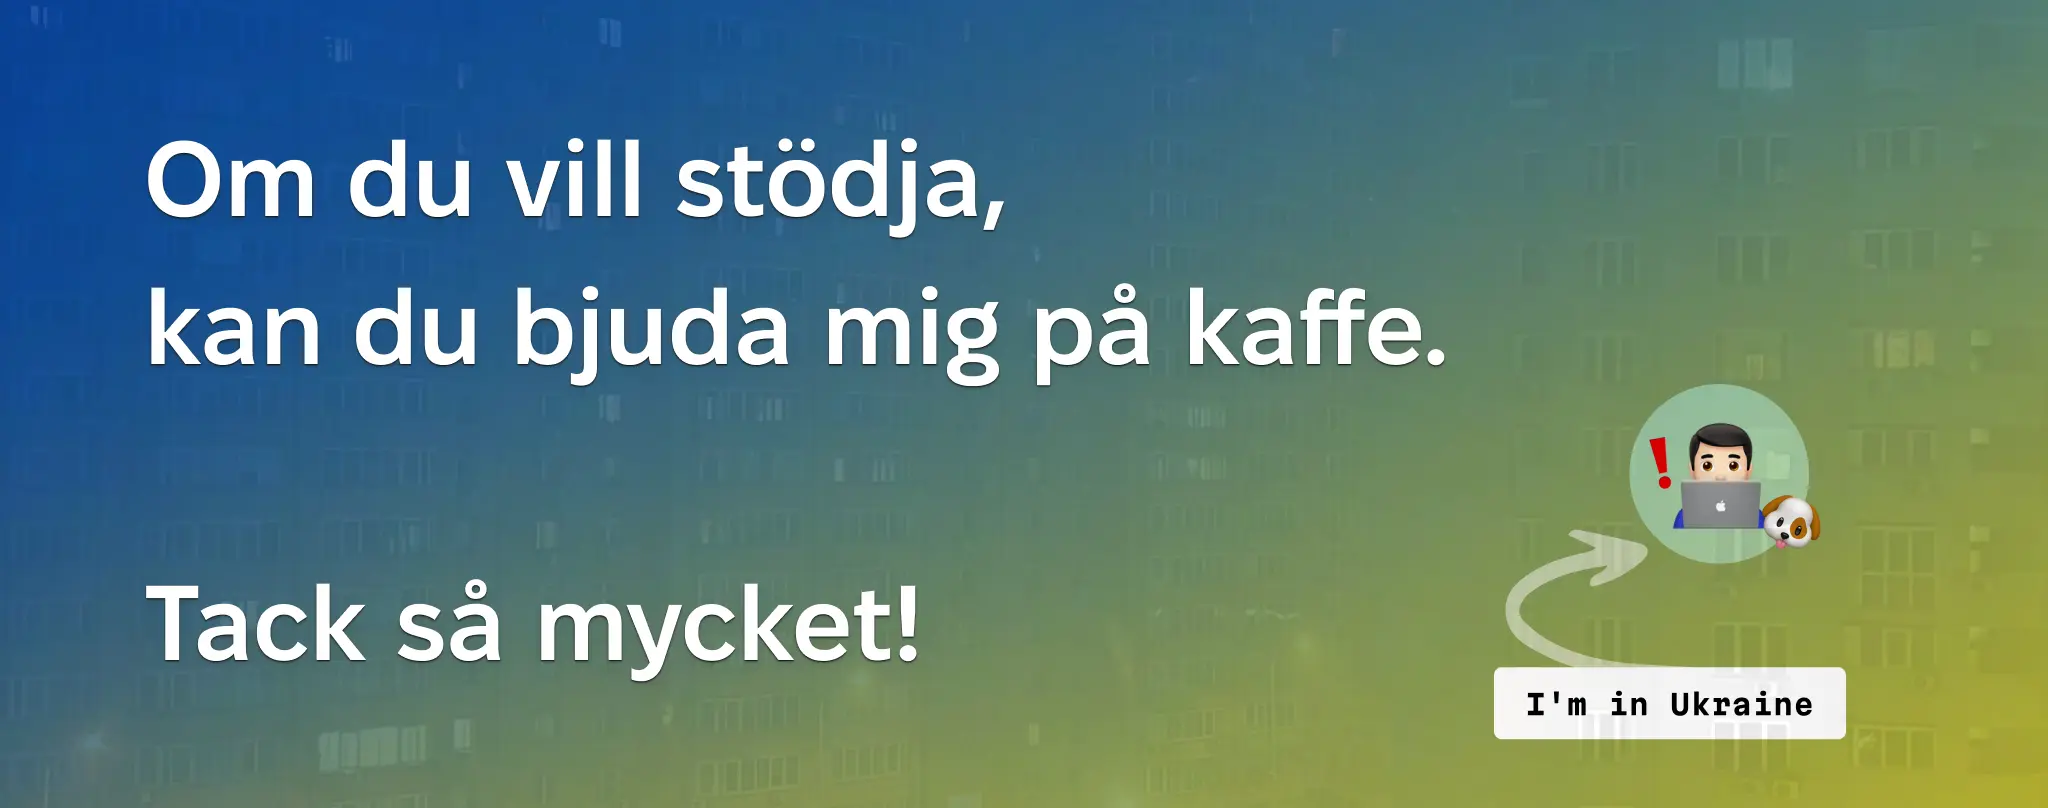 Om du vill stödja,
kan du bjuda mig på kaffe.
Tack så mycket!
I'm in Ukraine